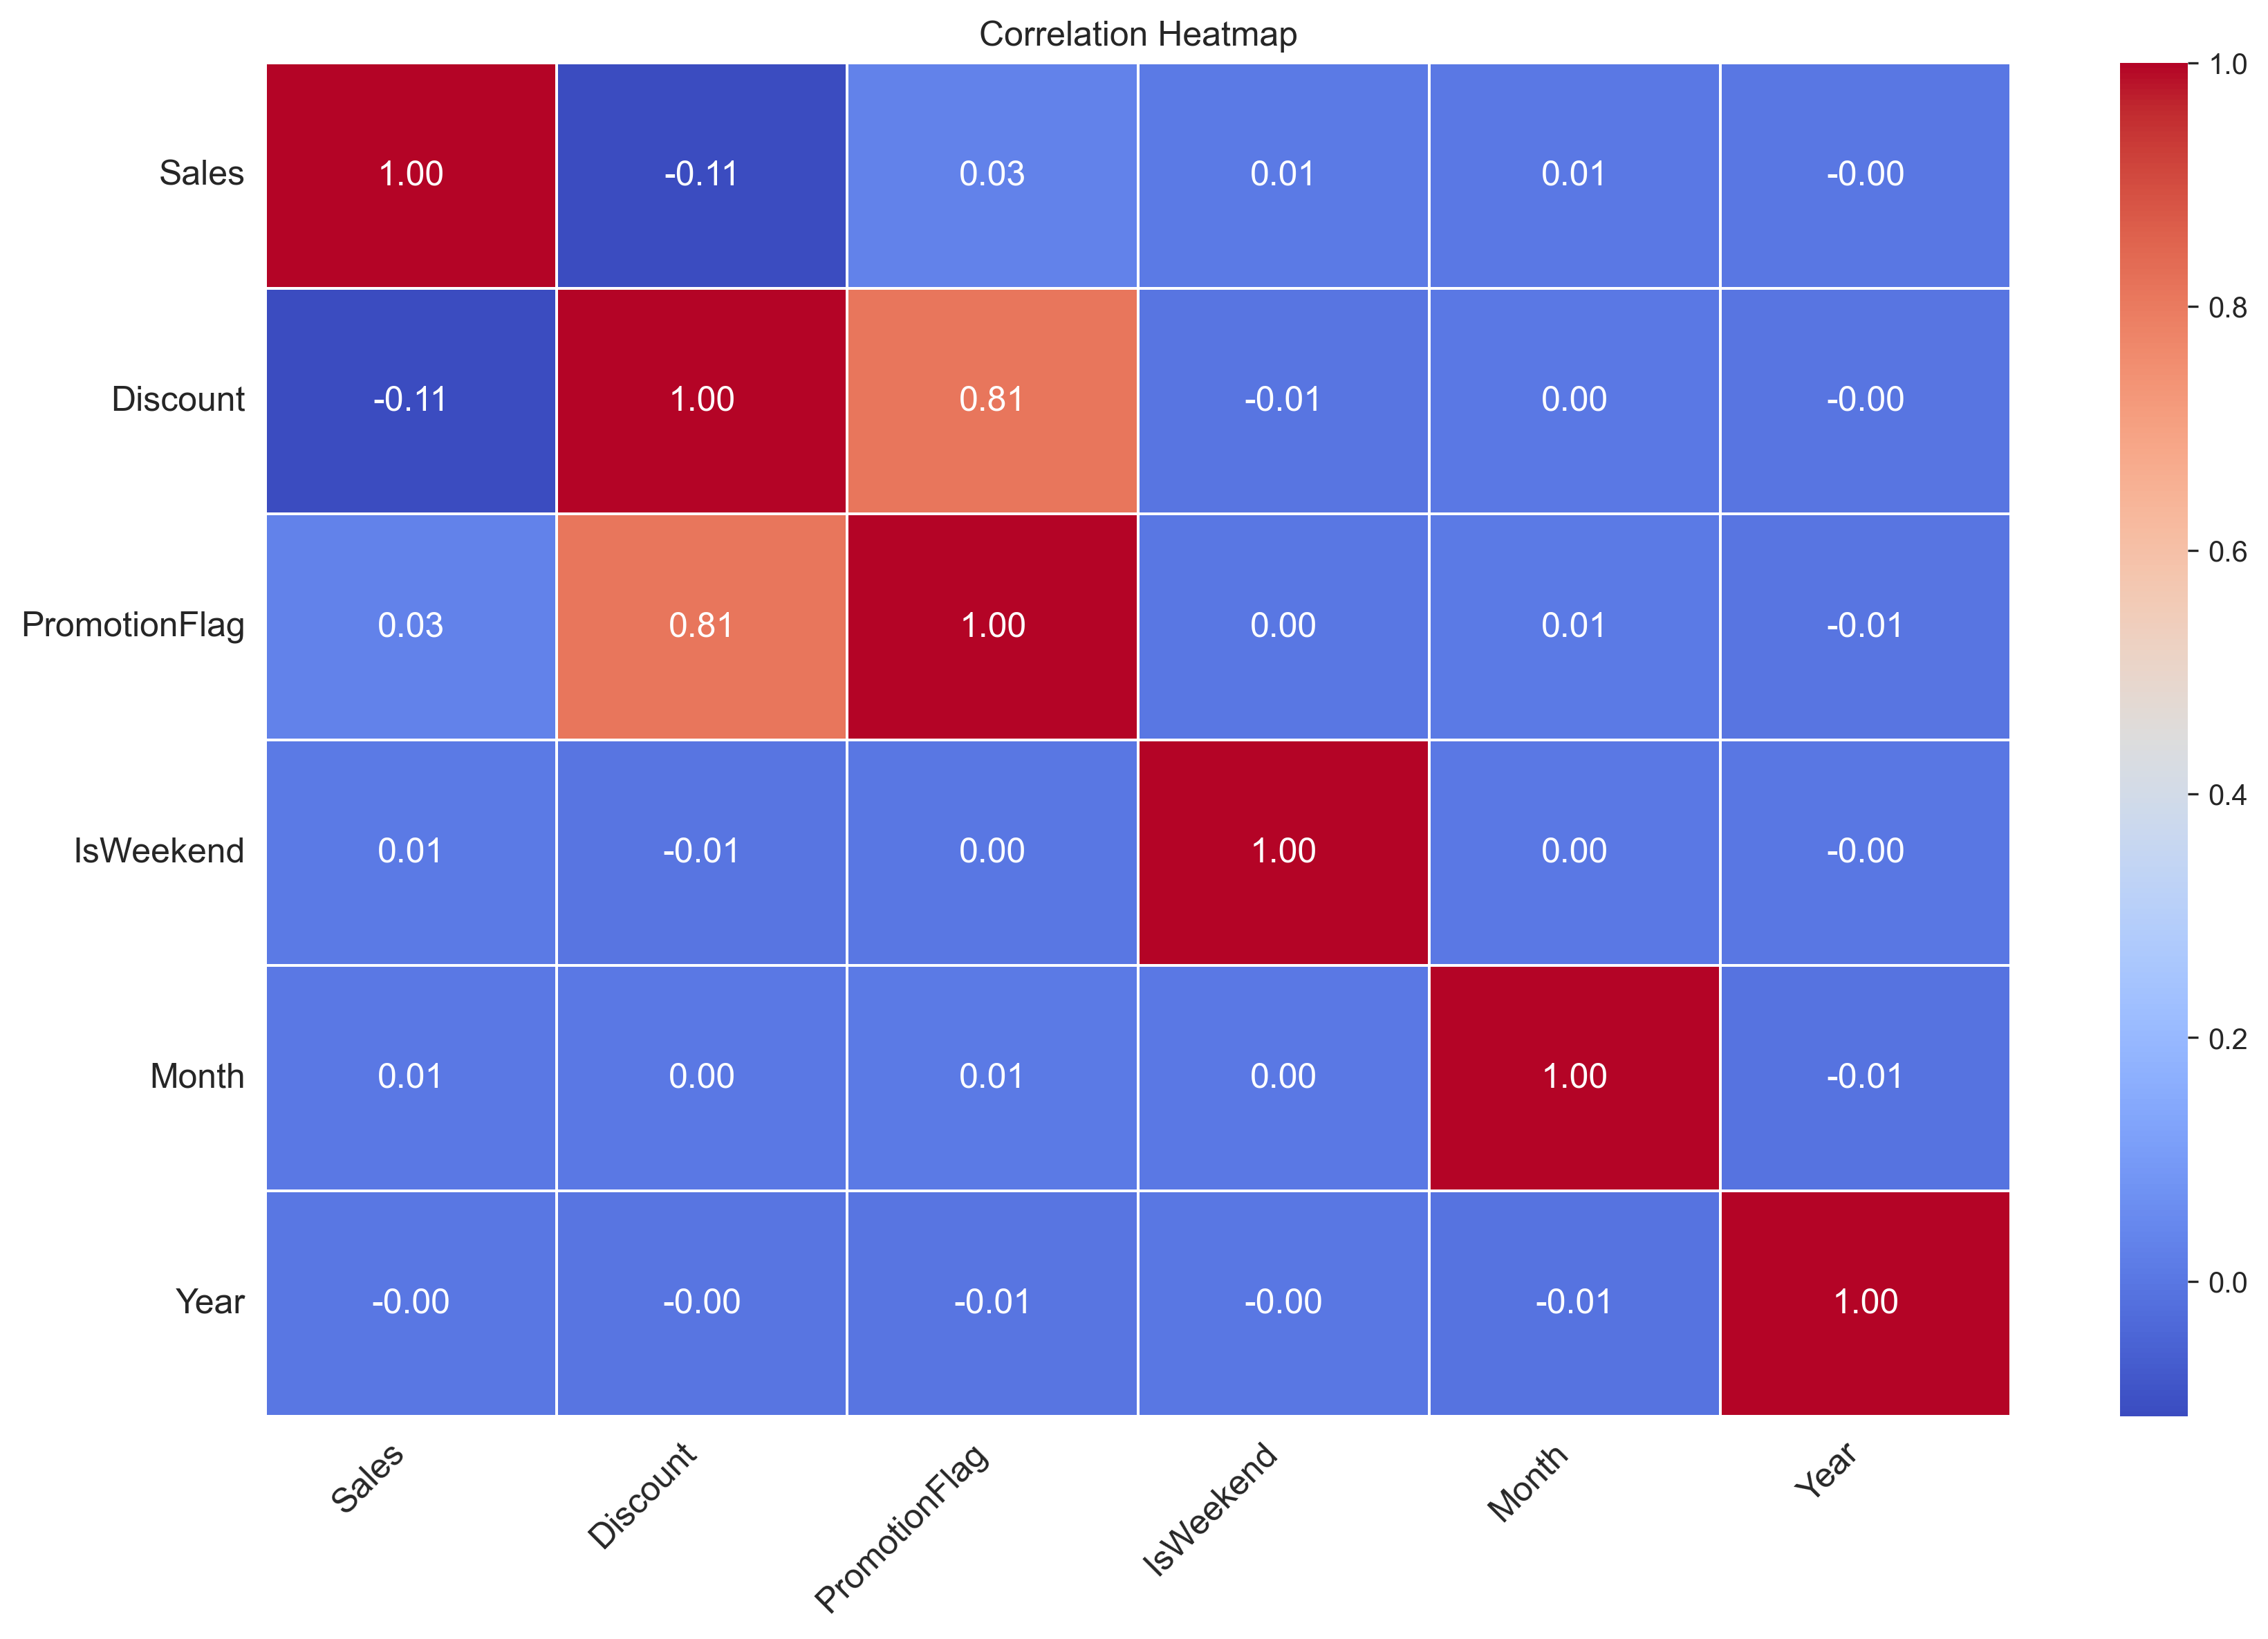 Correlation Heatmap
Sales 1.00 -0.11 0.03 0.01 0.01 -0.00
Discount -0.11 1.00 0.81 -0.01 0.00 -0.00
PromotionFlag 0.03 0.81 1.00 0.00 0.01 -0.01
IsWeekend 0.01 -0.01 0.00 1.00 0.00 -0.00
Month 0.01 0.00 0.01 0.00 1.00 -0.01
Year -0.00 -0.00 -0.01 -0.00 -0.01 1.00
Sales Discount PromotionFlag IsWeekend Month Year
1.0
0.8
0.6
0.4
0.2
0.0